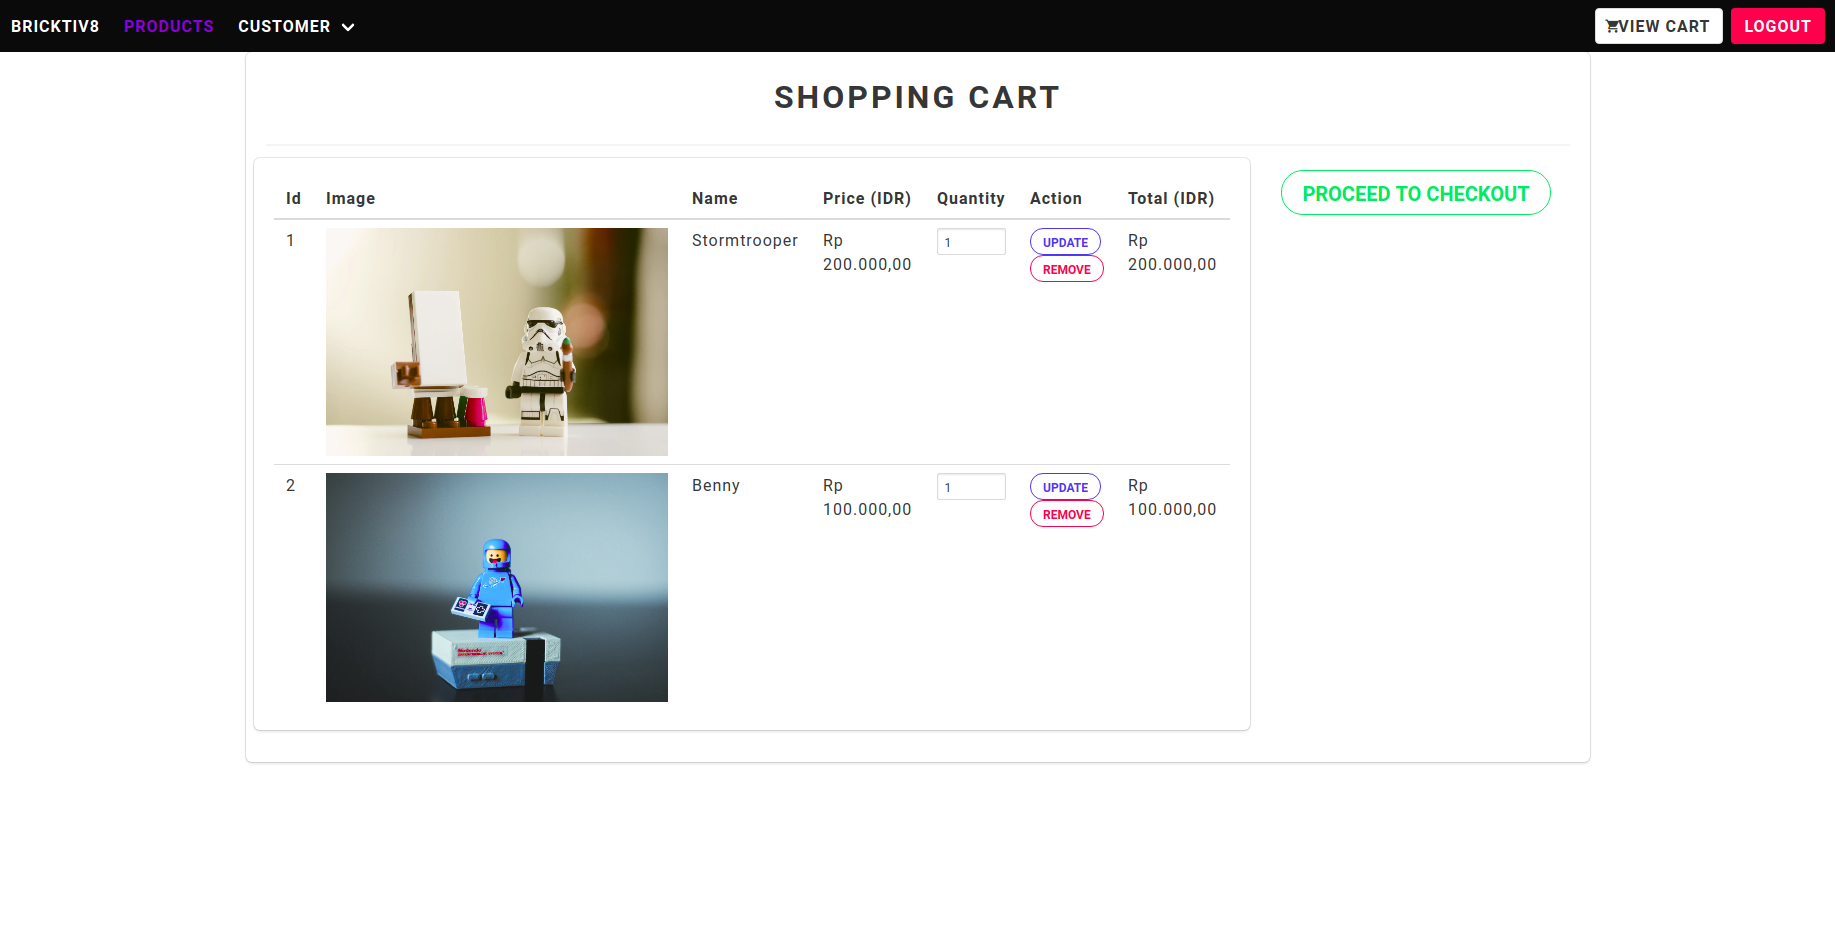 BRICKTIV8 PRODUCTS CUSTOMER VIEW CART LOGOUT
SHOPPING CART
Id Image Name Price (IDR) Quantity Action Total (IDR)
PROCEED TO CHECKOUT
1 Stormtrooper Rp 200.000,00 1 UPDATE REMOVE Rp 200.000,00
2 Benny Rp 100.000,00 1 UPDATE REMOVE Rp 100.000,00
Nintendo